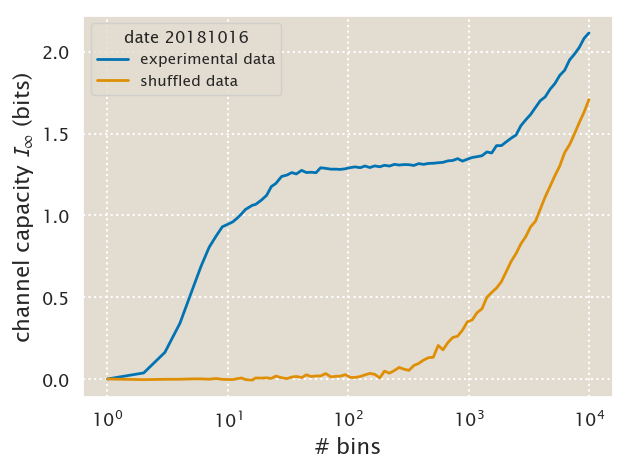 date 20181016
experimental data
shuffled data
channel capacity I∞ (bits)
2.0
1.5
1.0
0.5
0.0
10⁰
10¹
10²
10³
10⁴
# bins